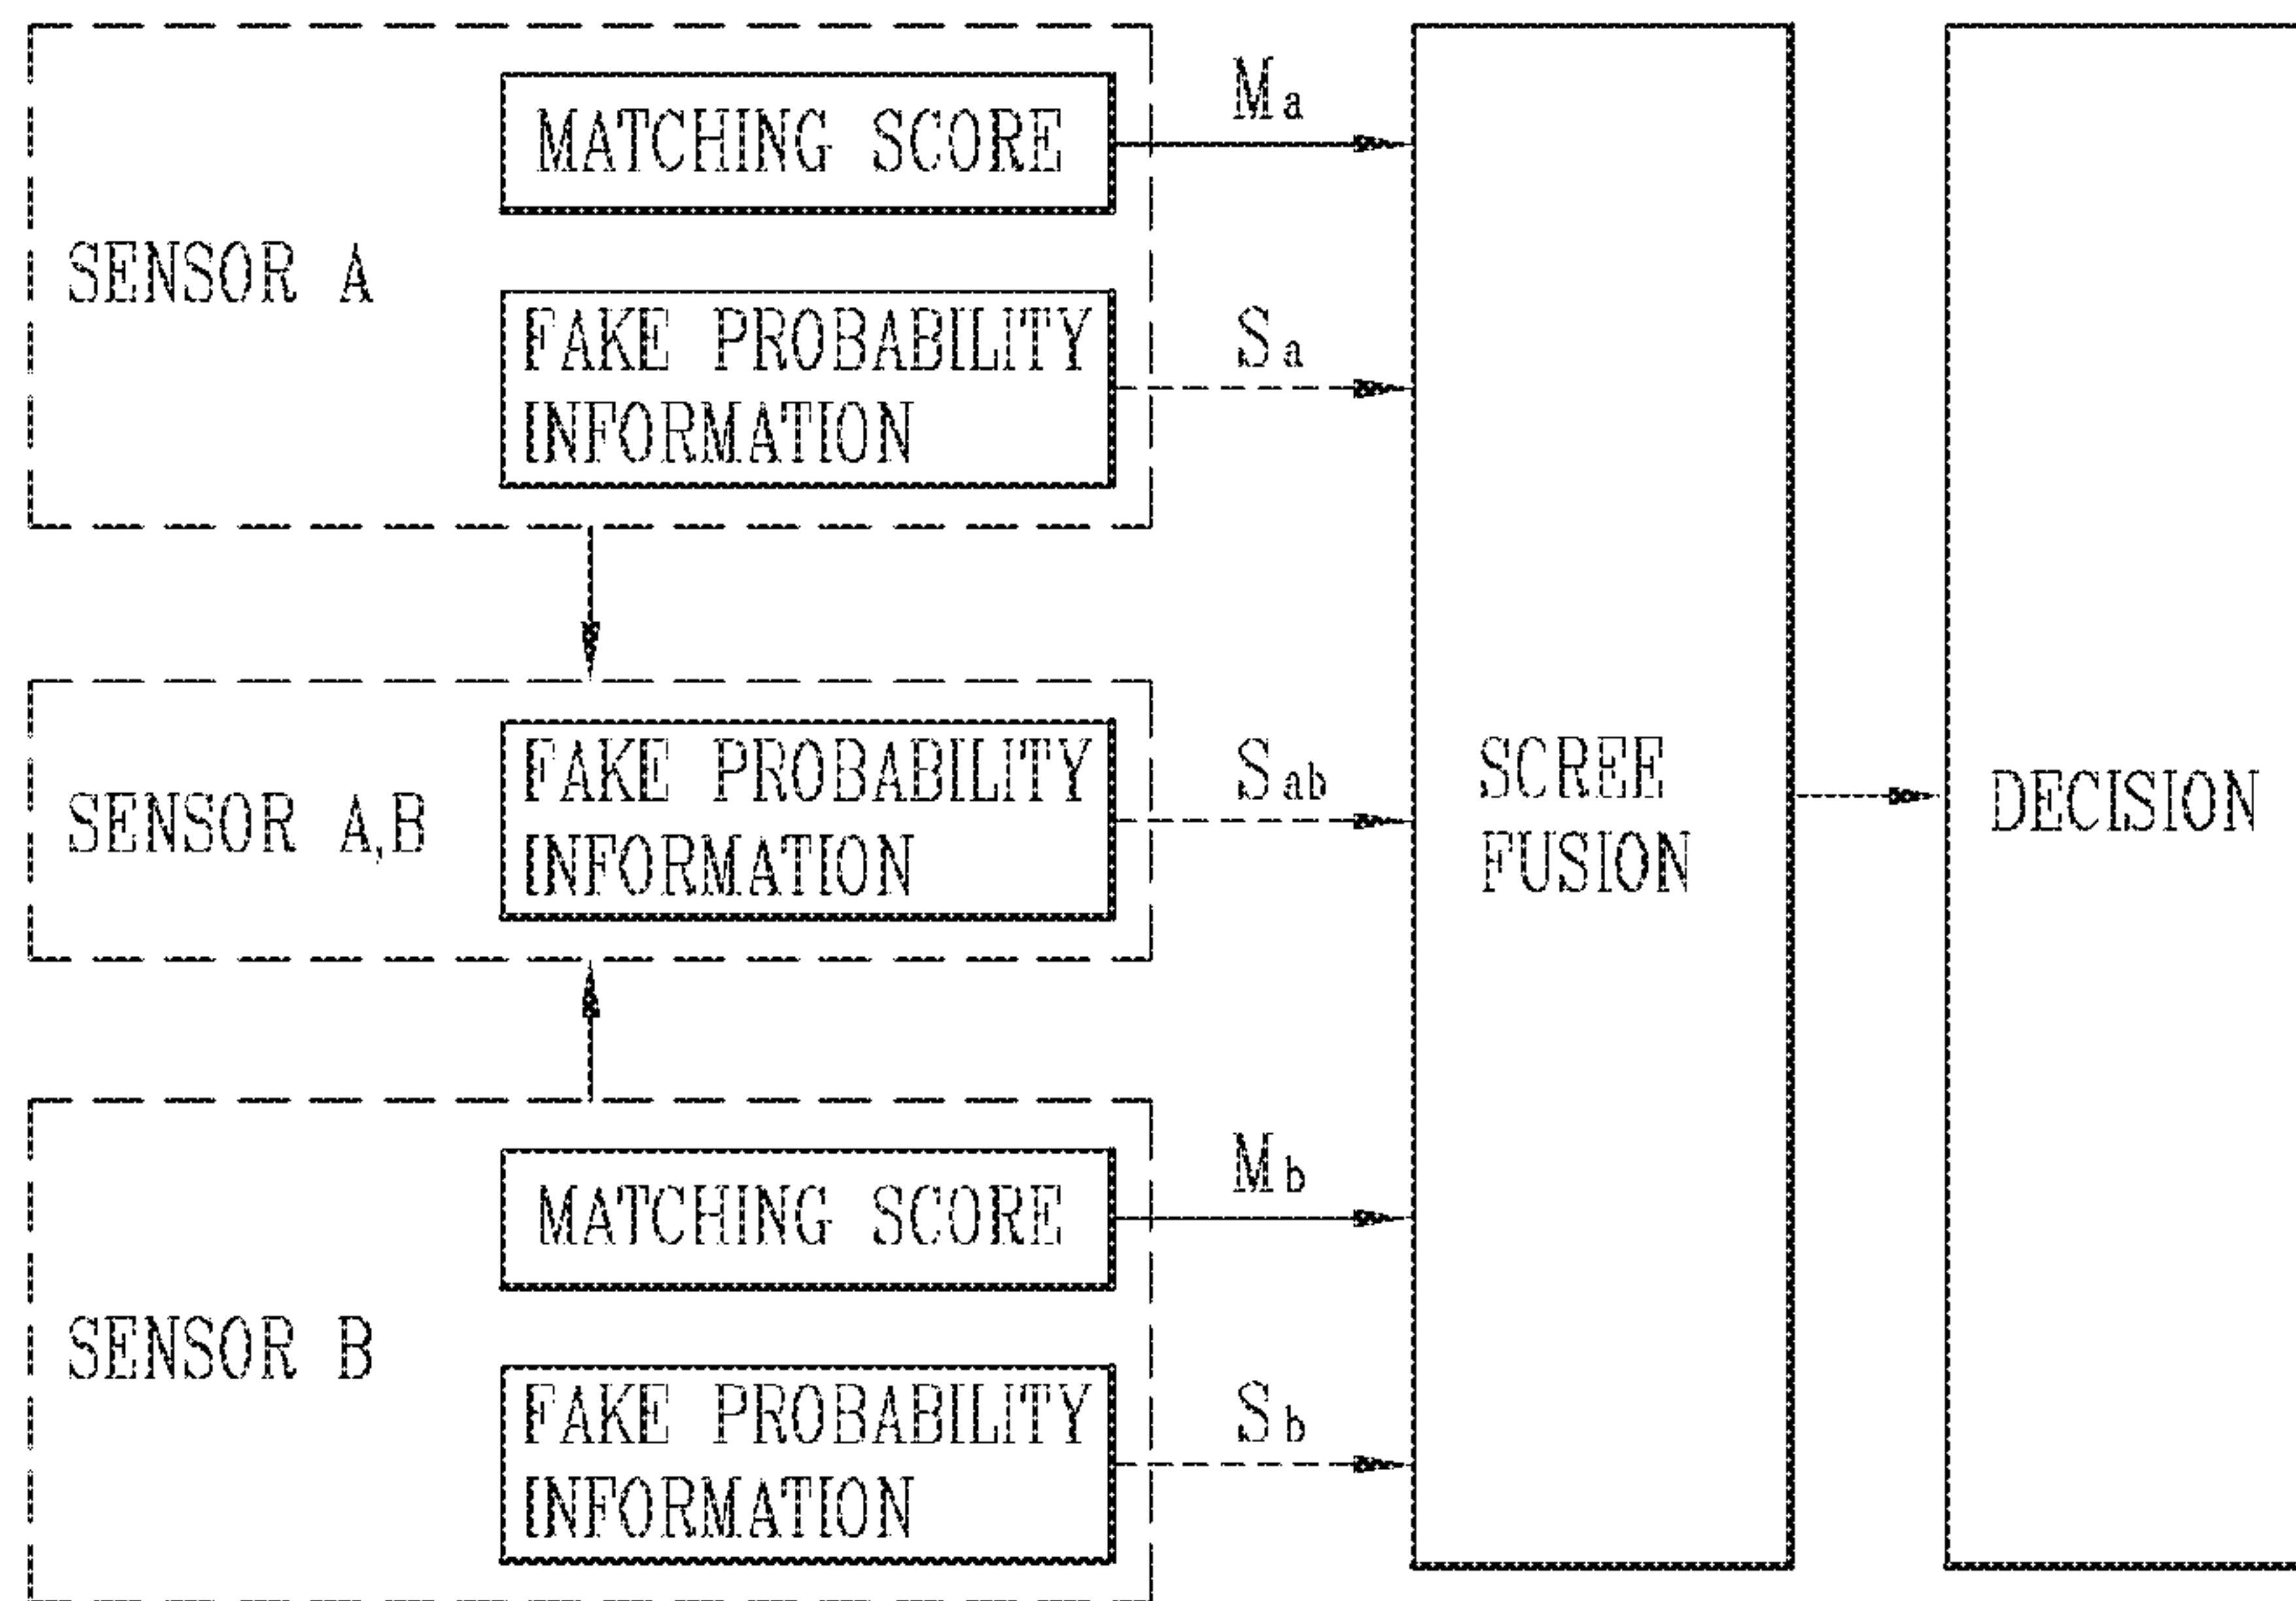 MATCHING SCORE
Ma
SENSOR A
FAKE PROBABILITY
INFORMATION
Sa
SENSOR A,B
FAKE PROBABILITY
INFORMATION
Sab
SCREE
FUSION
DECISION
MATCHING SCORE
Mb
SENSOR B
FAKE PROBABILITY
INFORMATION
Sb